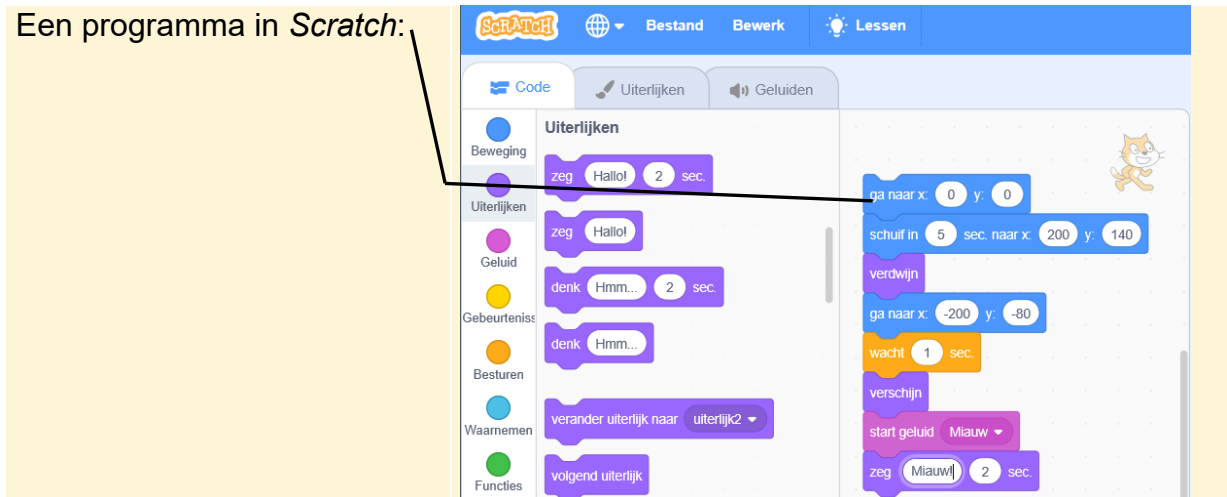 Een programma in Scratch:
SCRATCH Bestand Bewerk Lessen
Code Uiterlijken Geluiden
Beweging
Uiterlijken
Geluid
Gebeurteniss
Besturen
Waarnemen
Functies
Uiterlijken
zeg Hallo! 2 sec.
zeg Hallo!
denk Hmm... 2 sec.
denk Hmm...
verander uiterlijk naar uiterlijk2
volgend uiterlijk
ga naar x: 0 y: 0
schuif in 5 sec. naar x: 200 y: 140
verdwijn
ga naar x: -200 y: -80
wacht 1 sec.
verschijn
start geluid Miauw
zeg Miauw! 2 sec.